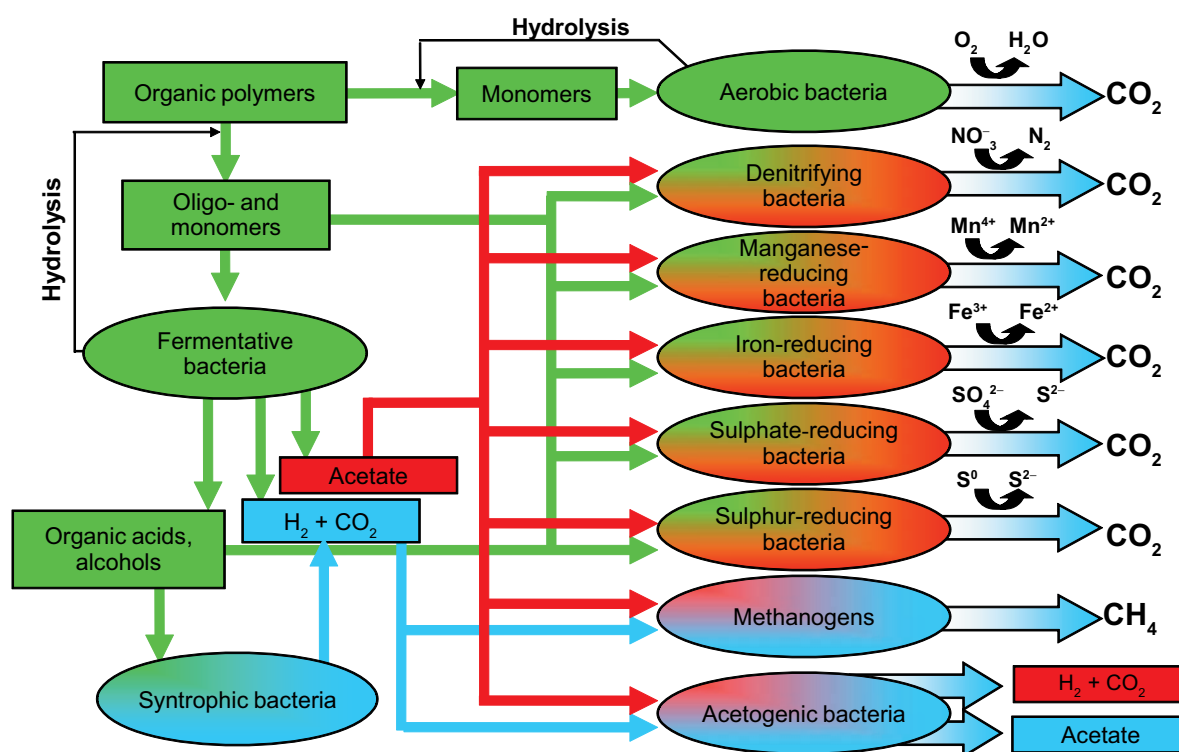 Hydrolysis
O₂ H₂O
Organic polymers
Monomers
Aerobic bacteria
CO₂
NO⁻₃ N₂
Denitrifying
bacteria
CO₂
Hydrolysis
Oligo- and
monomers
Mn⁴⁺ Mn²⁺
Manganese-
reducing
bacteria
CO₂
Fermentative
bacteria
Fe³⁺ Fe²⁺
Iron-reducing
bacteria
CO₂
SO₄²⁻ S²⁻
Sulphate-reducing
bacteria
CO₂
Acetate
H₂ + CO₂
S⁰ S²⁻
Sulphur-reducing
bacteria
CO₂
Organic acids,
alcohols
Methanogens
CH₄
Syntrophic bacteria
Acetogenic bacteria
H₂ + CO₂
Acetate